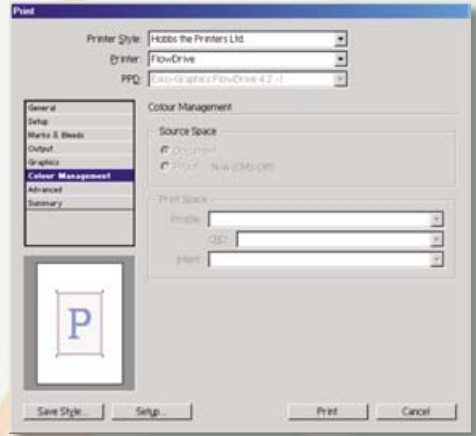 Print
Printer Style: Hobbs the Printers Ltd
Printer: FlowDrive
PPD: Esko-Graphics FlowDrive 4.2 -1
General
Setup
Marks & Bleeds
Output
Graphics
Colour Management
Advanced
Summary
Colour Management
Source Space
Document
Proof N/A (CMS Off)
Print Space
Profile:
CRD:
Intent:
P
Save Style... Setup... Print Cancel